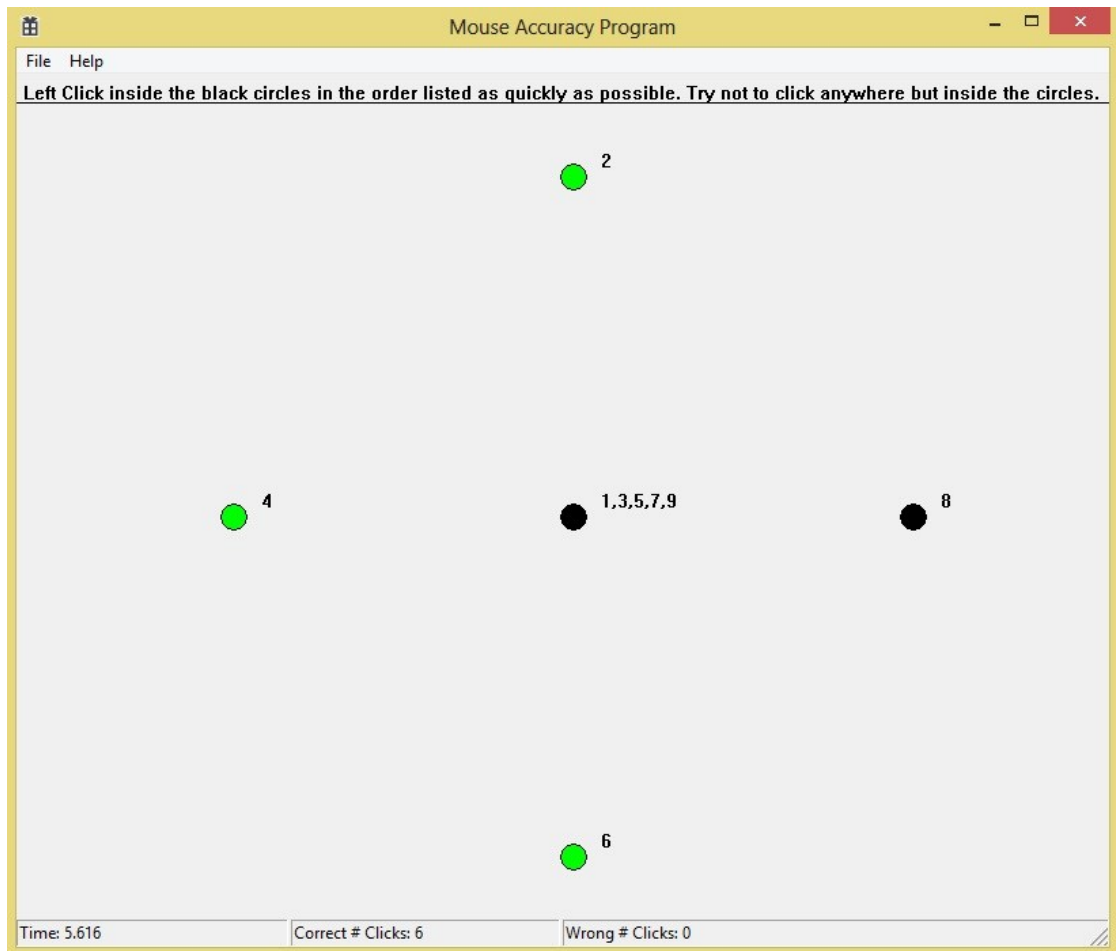 Mouse Accuracy Program
File Help
Left Click inside the black circles in the order listed as quickly as possible. Try not to click anywhere but inside the circles.
2
4 1,3,5,7,9 8
6
Time: 5.616 Correct # Clicks: 6 Wrong # Clicks: 0